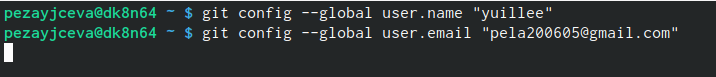 pezayjceva@dk8n64 ~ $ git config --global user.name "yuillee"
pezayjceva@dk8n64 ~ $ git config --global user.email "pela200605@gmail.com"